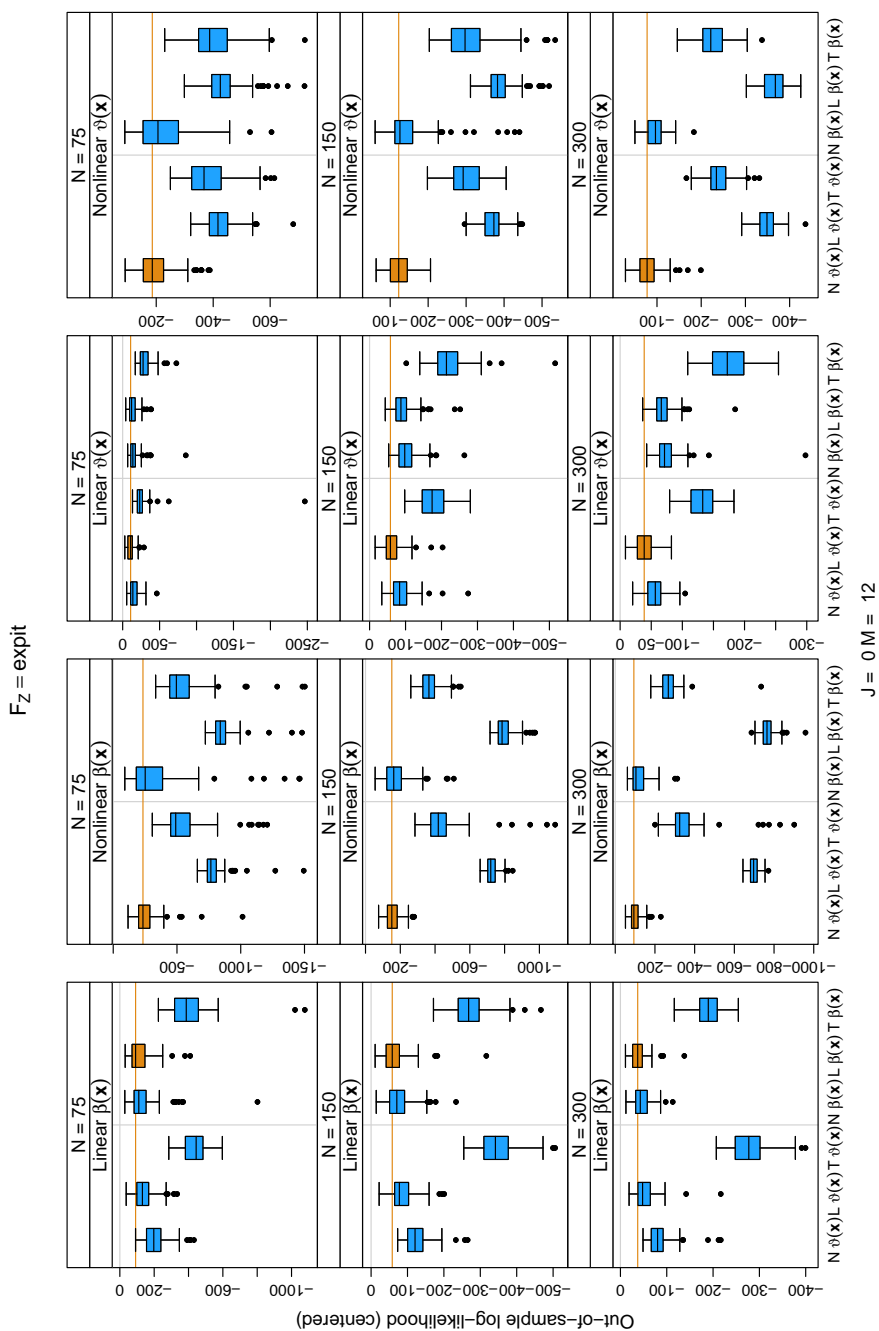 F_Z = expit
N = 75
N = 75
N = 75
N = 75
Linear β(x)
Nonlinear β(x)
Linear ϑ(x)
Nonlinear ϑ(x)
0
−200
−600
−1000
−500
−1000
−1500
0
−500
−1500
−2500
−200
−400
−600
N = 150
N = 150
N = 150
N = 150
Linear β(x)
Nonlinear β(x)
Linear ϑ(x)
Nonlinear ϑ(x)
0
−100
−200
−300
−400
−500
−200
−600
−1000
0
−100
−200
−300
−400
−500
−100
−200
−300
−400
−500
N = 300
N = 300
N = 300
N = 300
Linear β(x)
Nonlinear β(x)
Linear ϑ(x)
Nonlinear ϑ(x)
0
−100
−200
−300
−400
−200
−400
−600
−800
−1000
0
−50
−100
−300
−100
−200
−300
−400
N ϑ(x) L ϑ(x) T ϑ(x) N β(x) L β(x) T β(x)
N ϑ(x) L ϑ(x) T ϑ(x) N β(x) L β(x) T β(x)
N ϑ(x) L ϑ(x) T ϑ(x) N β(x) L β(x) T β(x)
N ϑ(x) L ϑ(x) T ϑ(x) N β(x) L β(x) T β(x)
Out−of−sample log−likelihood (centered)
J = 0 M = 12